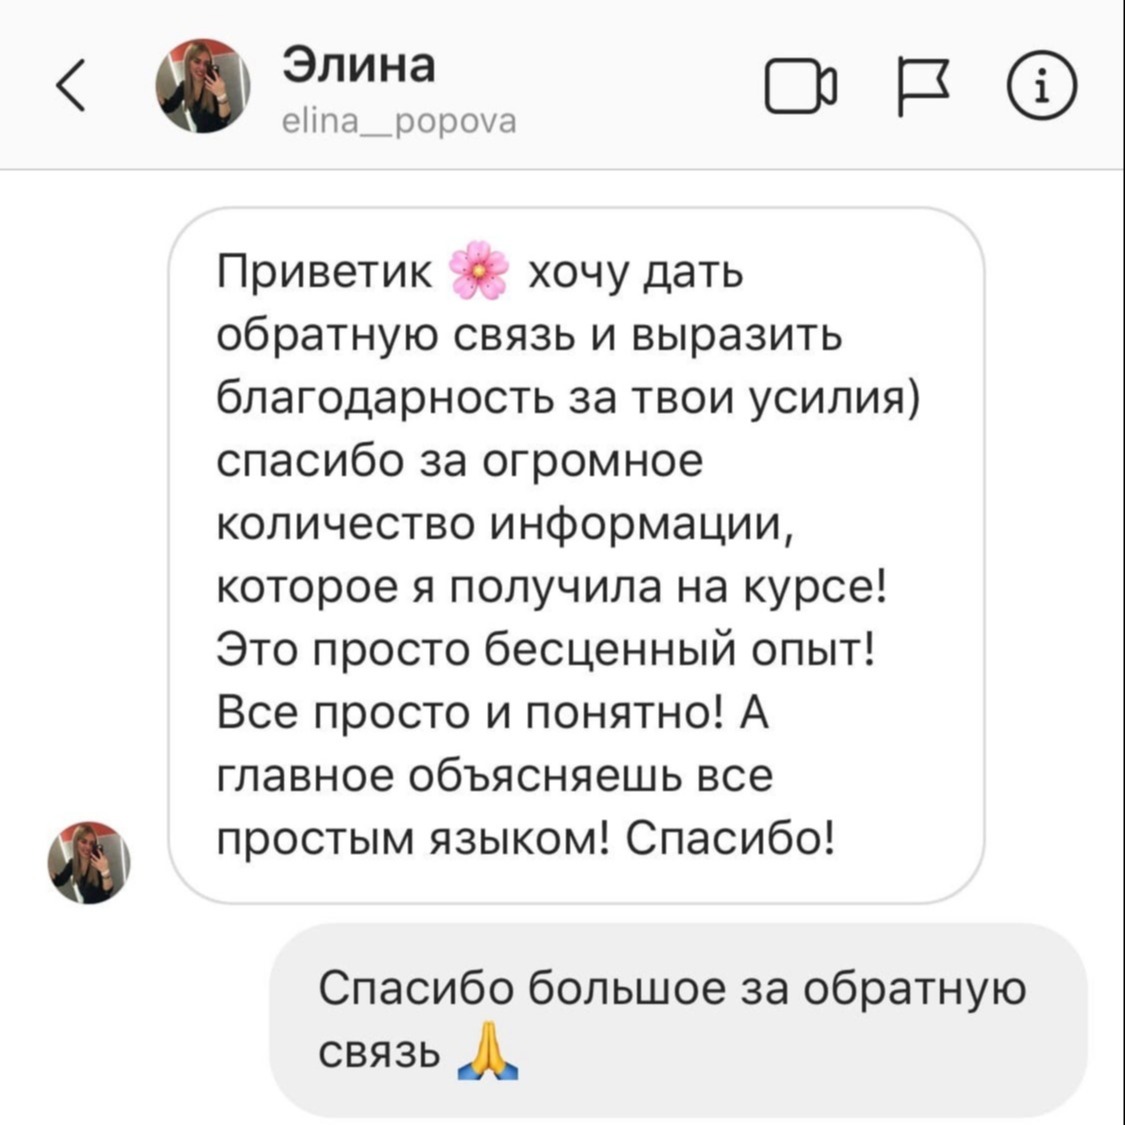 Элина
elina__popova
Приветик 🌸 хочу дать
обратную связь и выразить
благодарность за твои усилия)
спасибо за огромное
количество информации,
которое я получила на курсе!
Это просто бесценный опыт!
Все просто и понятно! А
главное объясняешь все
простым языком! Спасибо!
Спасибо большое за обратную
связь 🙏